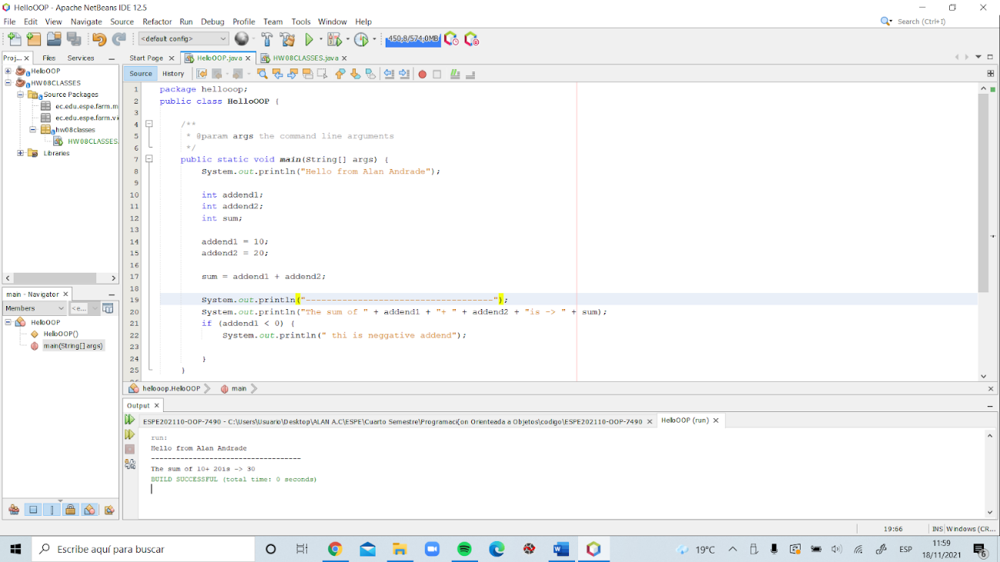 HelloOOP - Apache NetBeans IDE 12.5
File Edit View Navigate Source Refactor Run Debug Profile Team Tools Window Help
Search (Ctrl+I)
<default config>
450,8/574,0MB
Proj... Files Services
Start Page HelloOOP.java HW08CLASSES.java
Source History
HelloOOP
HW08CLASSES
Source Packages
ec.edu.espe.farm.m
ec.edu.espe.farm.vi
hw08classes
HW08CLASSES.
Libraries
1 package hellooop;
2 public class HelloOOP {
3
4 /**
5 * @param args the command line arguments
6 */
7 public static void main(String[] args) {
8 System.out.println("Hello from Alan Andrade");
9
10 int addend1;
11 int addend2;
12 int sum;
13
14 addend1 = 10;
15 addend2 = 20;
16
17 sum = addend1 + addend2;
18
19 System.out.println("------------------------------------");
20 System.out.println("The sum of " + addend1 + "+ " + addend2 + "is -> " + sum);
21 if (addend1 < 0) {
22 System.out.println(" thi is neggative addend");
23
24 }
25 }
main - Navigator
Members <e...
HelloOOP
HelloOOP()
main(String[] args)
hellooop.HelloOOP main
Output
ESPE202110-OOP-7490 - C:\Users\Usuario\Desktop\ALAN A.C\ESPE\Cuarto Semestre\Programaci[on Orienteada a Objetos\codigo\ESPE202110-OOP-7490 HelloOOP (run)
run:
Hello from Alan Andrade
------------------------------------
The sum of 10+ 20is -> 30
BUILD SUCCESSFUL (total time: 0 seconds)
19:66 INS Windows (CR...
Escribe aquí para buscar
19°C
ESP
11:59
18/11/2021
6